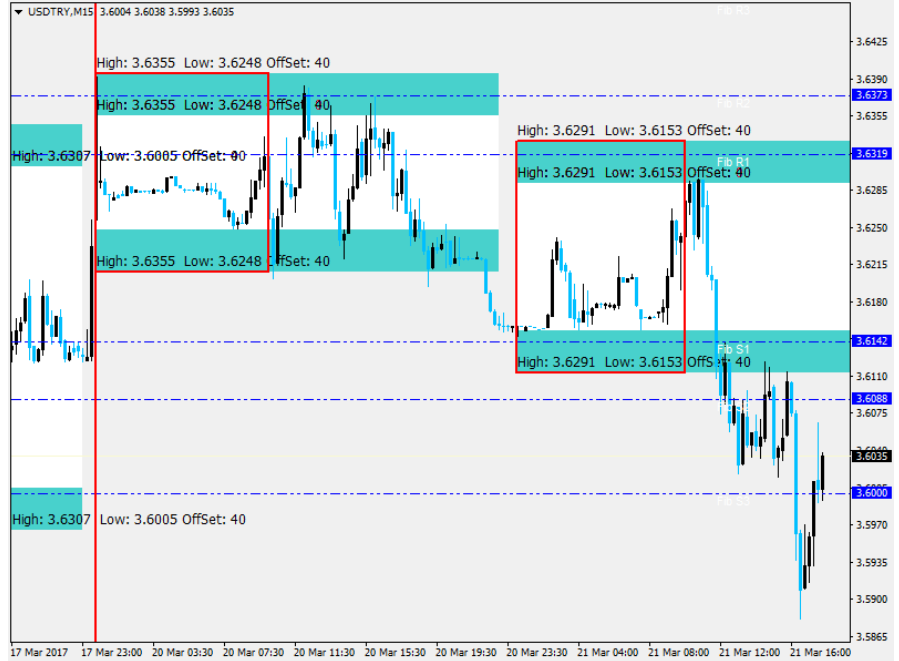 USDTRY,M15 3.6004 3.6038 3.5993 3.6035
Fib R3
High: 3.6355 Low: 3.6248 OffSet: 40
High: 3.6355 Low: 3.6248 OffSet: 40
Fib R2
High: 3.6291 Low: 3.6153 OffSet: 40
High: 3.6307 Low: 3.6005 OffSet: 40
Fib R1
High: 3.6291 Low: 3.6153 OffSet: 40
High: 3.6355 Low: 3.6248 OffSet: 40
Fib S1
High: 3.6291 Low: 3.6153 OffSet: 40
High: 3.6307 Low: 3.6005 OffSet: 40
3.6425
3.6390
3.6373
3.6355
3.6319
3.6285
3.6250
3.6215
3.6180
3.6142
3.6110
3.6088
3.6075
3.6035
3.6000
3.5970
3.5935
3.5900
3.5865
17 Mar 2017 17 Mar 23:00 20 Mar 03:30 20 Mar 07:30 20 Mar 11:30 20 Mar 15:30 20 Mar 19:30 20 Mar 23:30 21 Mar 04:00 21 Mar 08:00 21 Mar 12:00 21 Mar 16:00